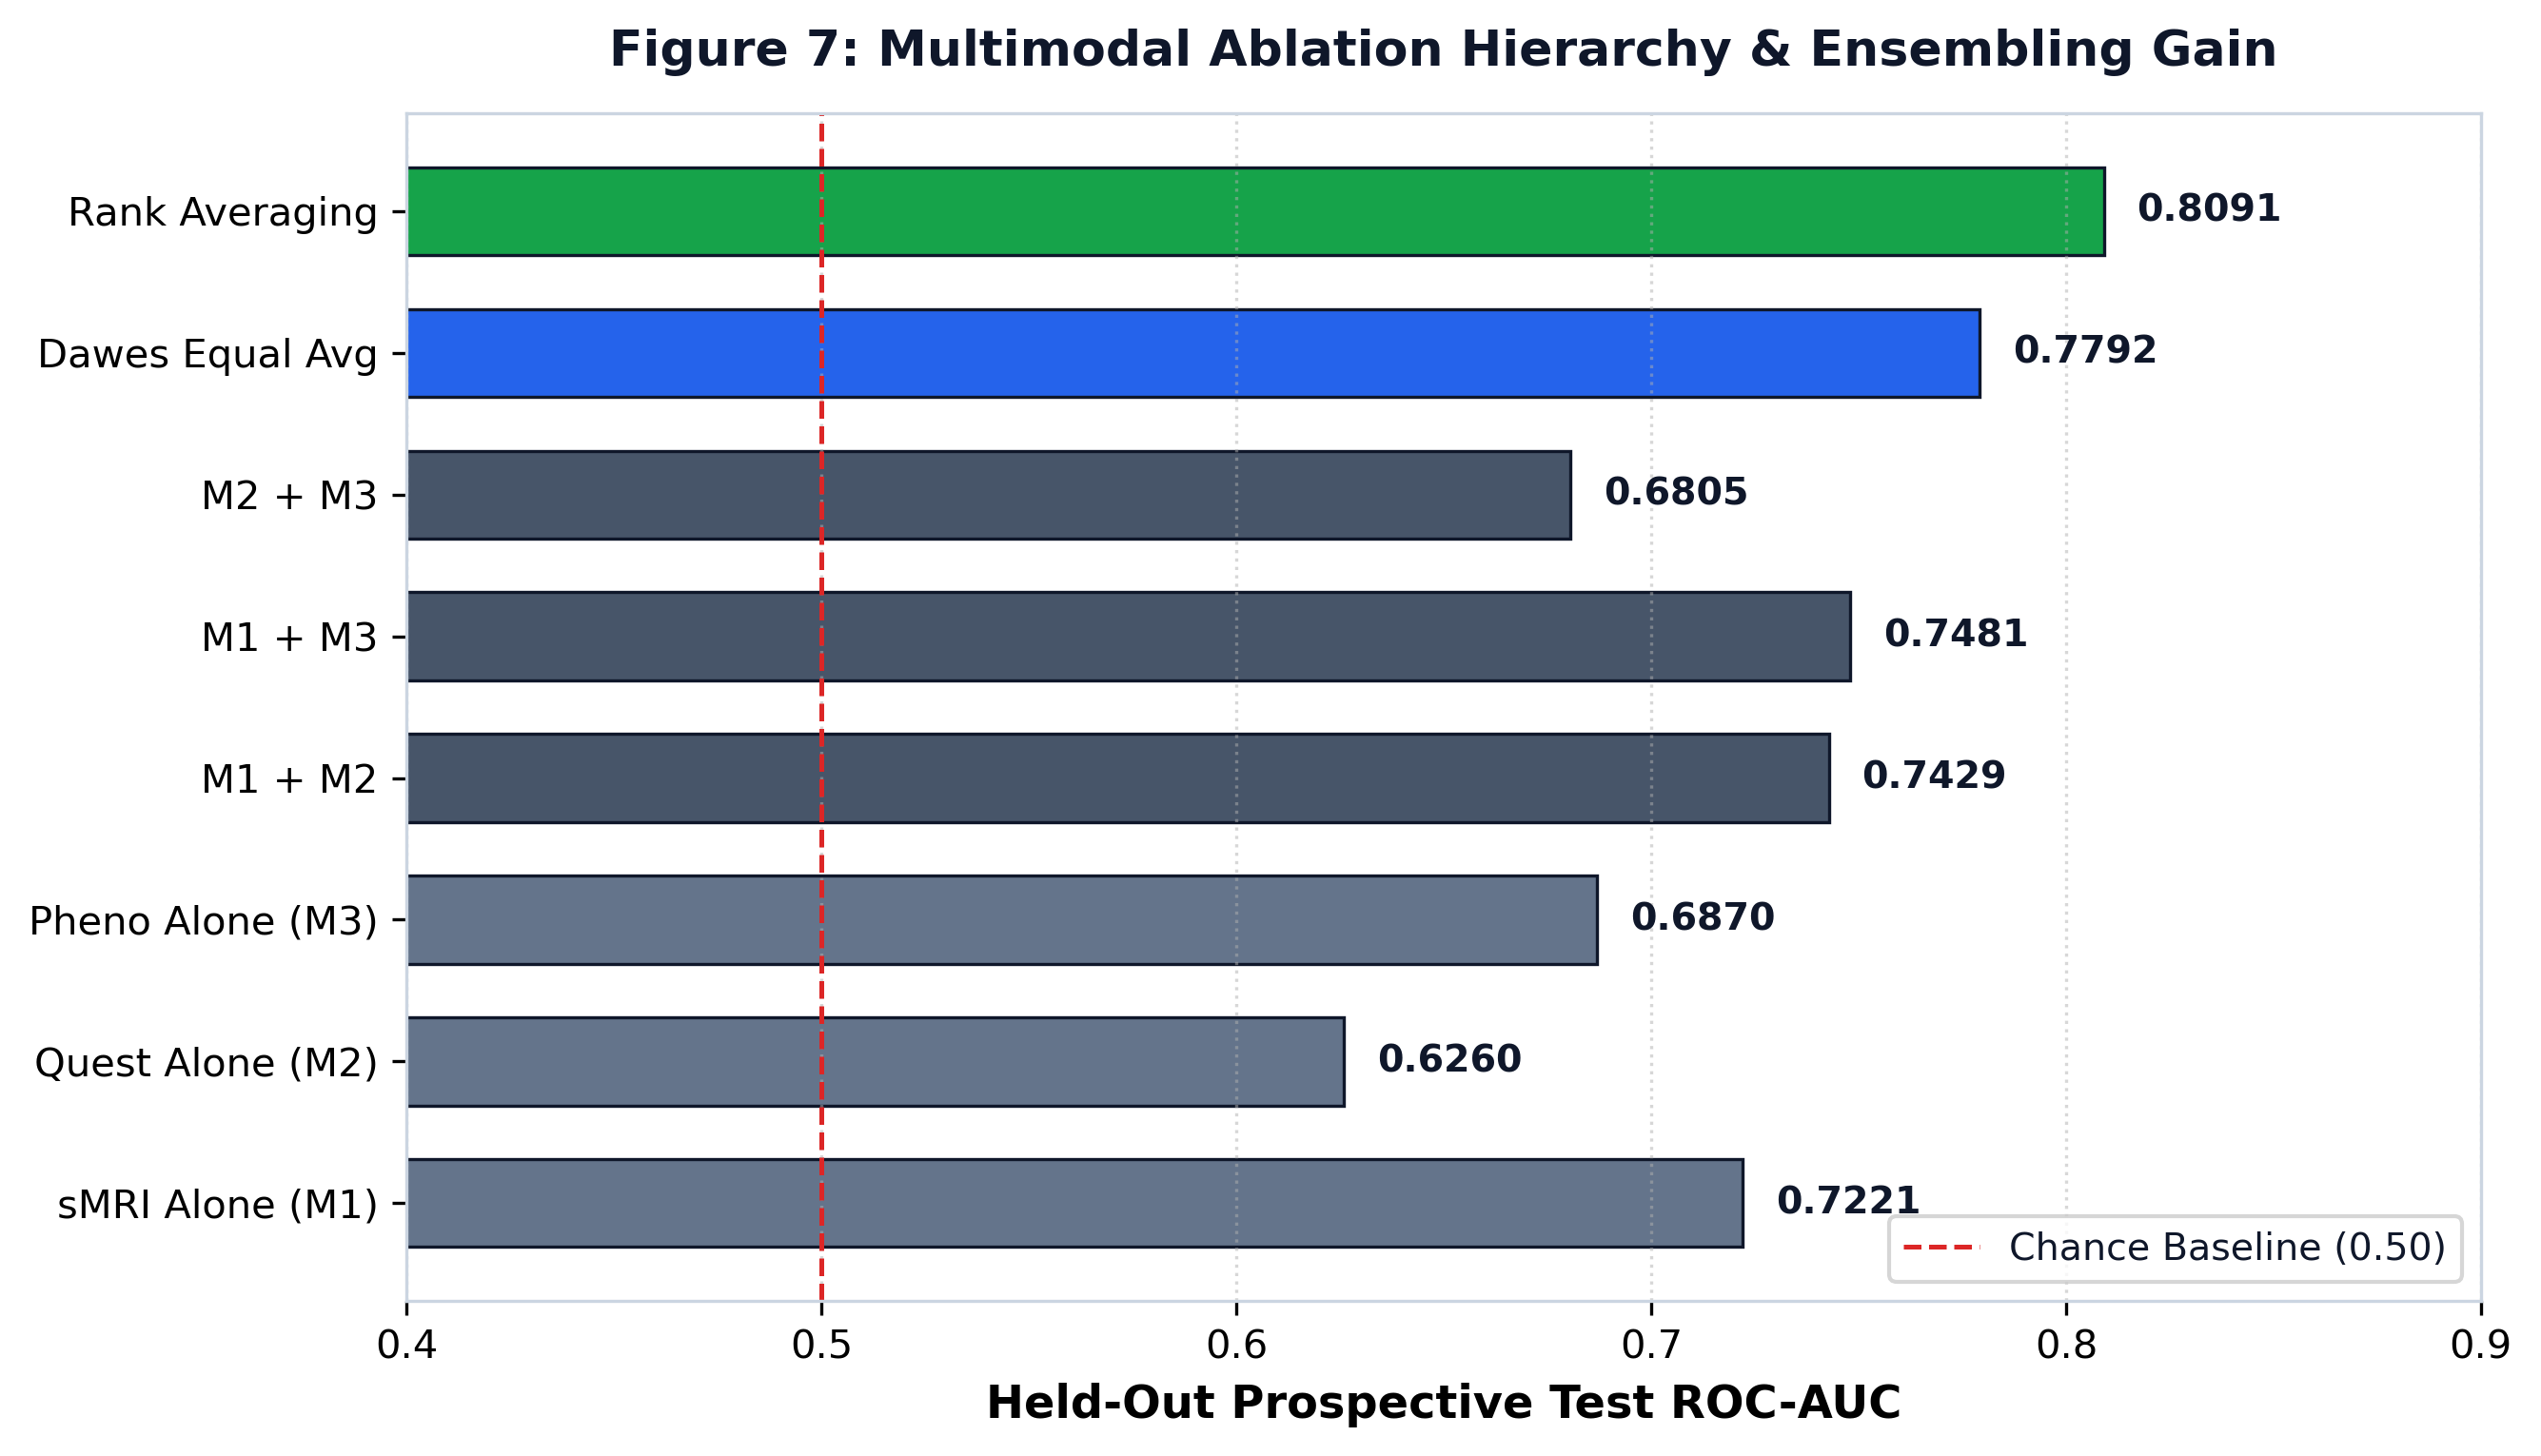 Figure 7: Multimodal Ablation Hierarchy & Ensembling Gain
Rank Averaging
0.8091
Dawes Equal Avg
0.7792
M2 + M3
0.6805
M1 + M3
0.7481
M1 + M2
0.7429
Pheno Alone (M3)
0.6870
Quest Alone (M2)
0.6260
sMRI Alone (M1)
0.7221
Chance Baseline (0.50)
0.4 0.5 0.6 0.7 0.8 0.9
Held-Out Prospective Test ROC-AUC